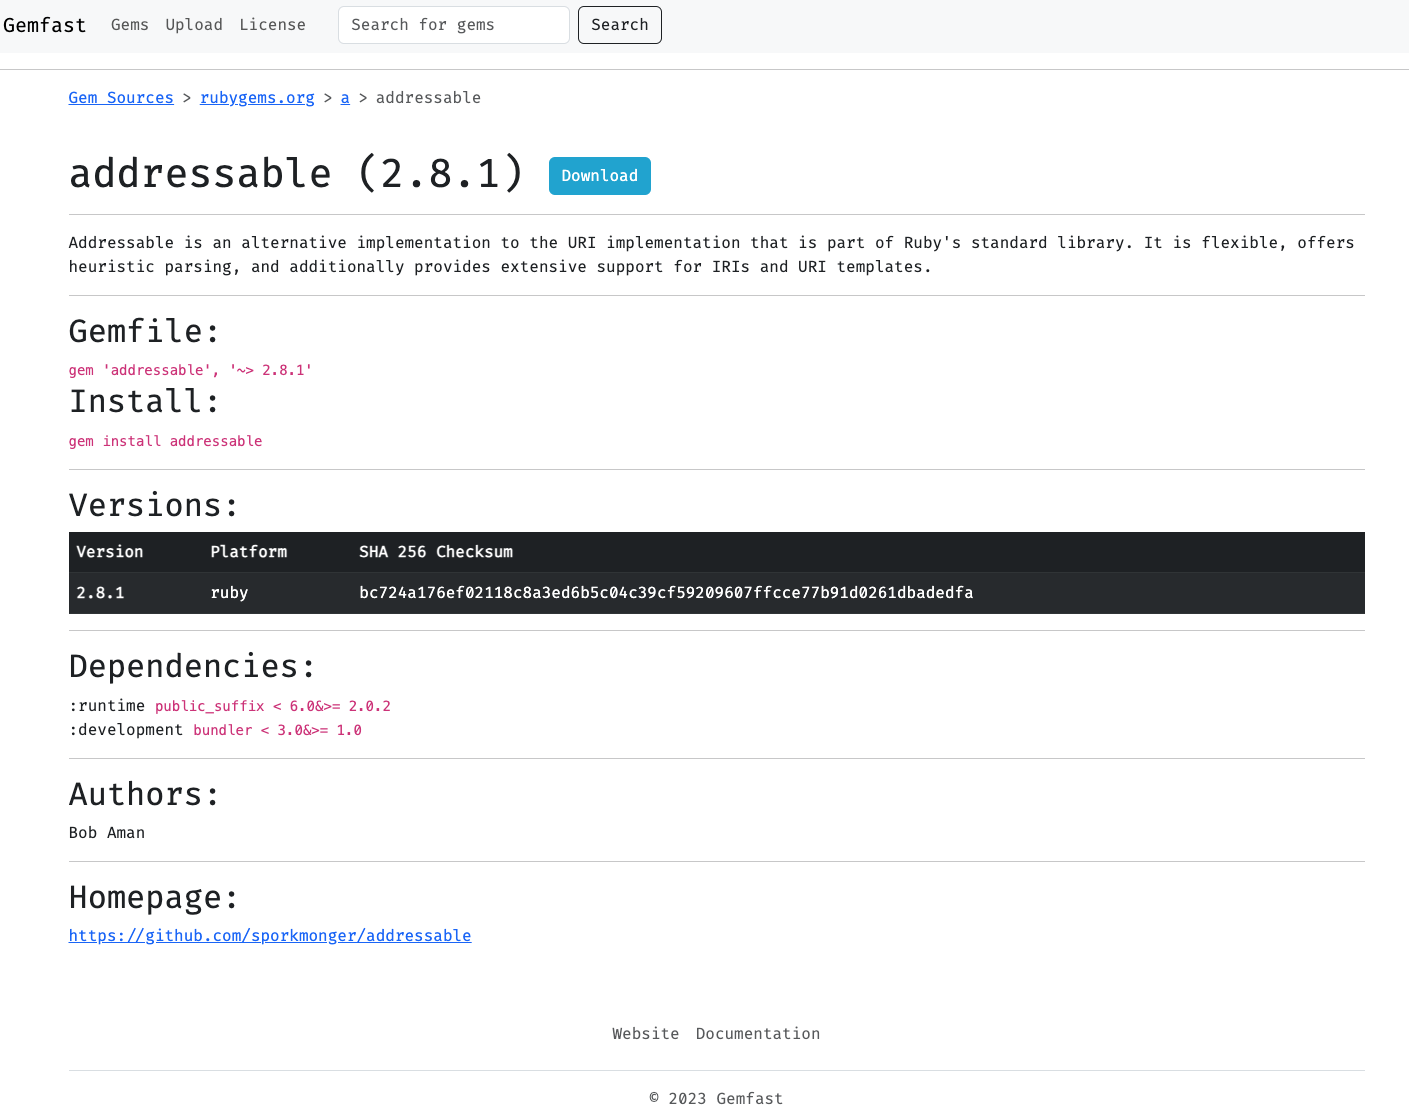 Gemfast Gems Upload License Search for gems Search
Gem Sources > rubygems.org > a > addressable
addressable (2.8.1) Download
Addressable is an alternative implementation to the URI implementation that is part of Ruby's standard library. It is flexible, offers
heuristic parsing, and additionally provides extensive support for IRIs and URI templates.
Gemfile:
gem 'addressable', '~> 2.8.1'
Install:
gem install addressable
Versions:
Version Platform SHA 256 Checksum
2.8.1 ruby bc724a176ef02118c8a3ed6b5c04c39cf59209607ffcce77b91d0261dbadedfa
Dependencies:
:runtime public_suffix < 6.0&>= 2.0.2
:development bundler < 3.0&>= 1.0
Authors:
Bob Aman
Homepage:
https://github.com/sporkmonger/addressable
Website Documentation
© 2023 Gemfast